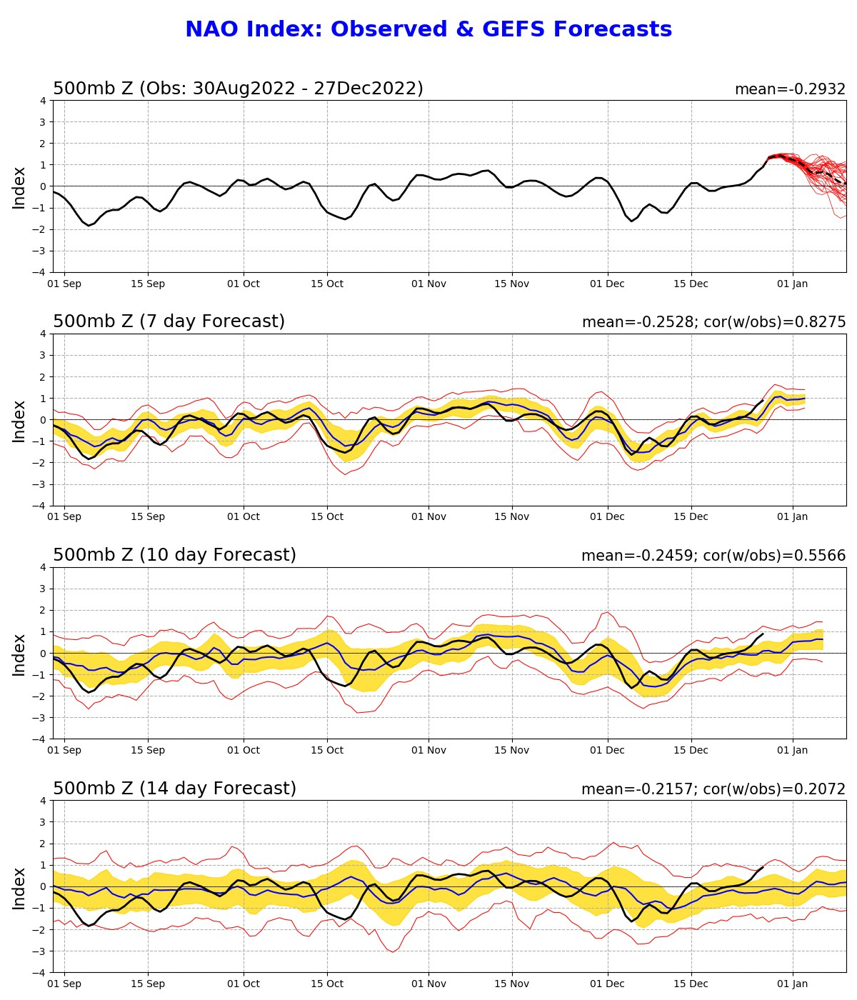 NAO Index: Observed & GEFS Forecasts
500mb Z (Obs: 30Aug2022 - 27Dec2022) mean=-0.2932
4
3
2
1
0
−1
−2
−3
−4
Index
01 Sep 15 Sep 01 Oct 15 Oct 01 Nov 15 Nov 01 Dec 15 Dec 01 Jan
500mb Z (7 day Forecast) mean=-0.2528; cor(w/obs)=0.8275
4
3
2
1
0
−1
−2
−3
−4
Index
01 Sep 15 Sep 01 Oct 15 Oct 01 Nov 15 Nov 01 Dec 15 Dec 01 Jan
500mb Z (10 day Forecast) mean=-0.2459; cor(w/obs)=0.5566
4
3
2
1
0
−1
−2
−3
−4
Index
01 Sep 15 Sep 01 Oct 15 Oct 01 Nov 15 Nov 01 Dec 15 Dec 01 Jan
500mb Z (14 day Forecast) mean=-0.2157; cor(w/obs)=0.2072
4
3
2
1
0
−1
−2
−3
−4
Index
01 Sep 15 Sep 01 Oct 15 Oct 01 Nov 15 Nov 01 Dec 15 Dec 01 Jan